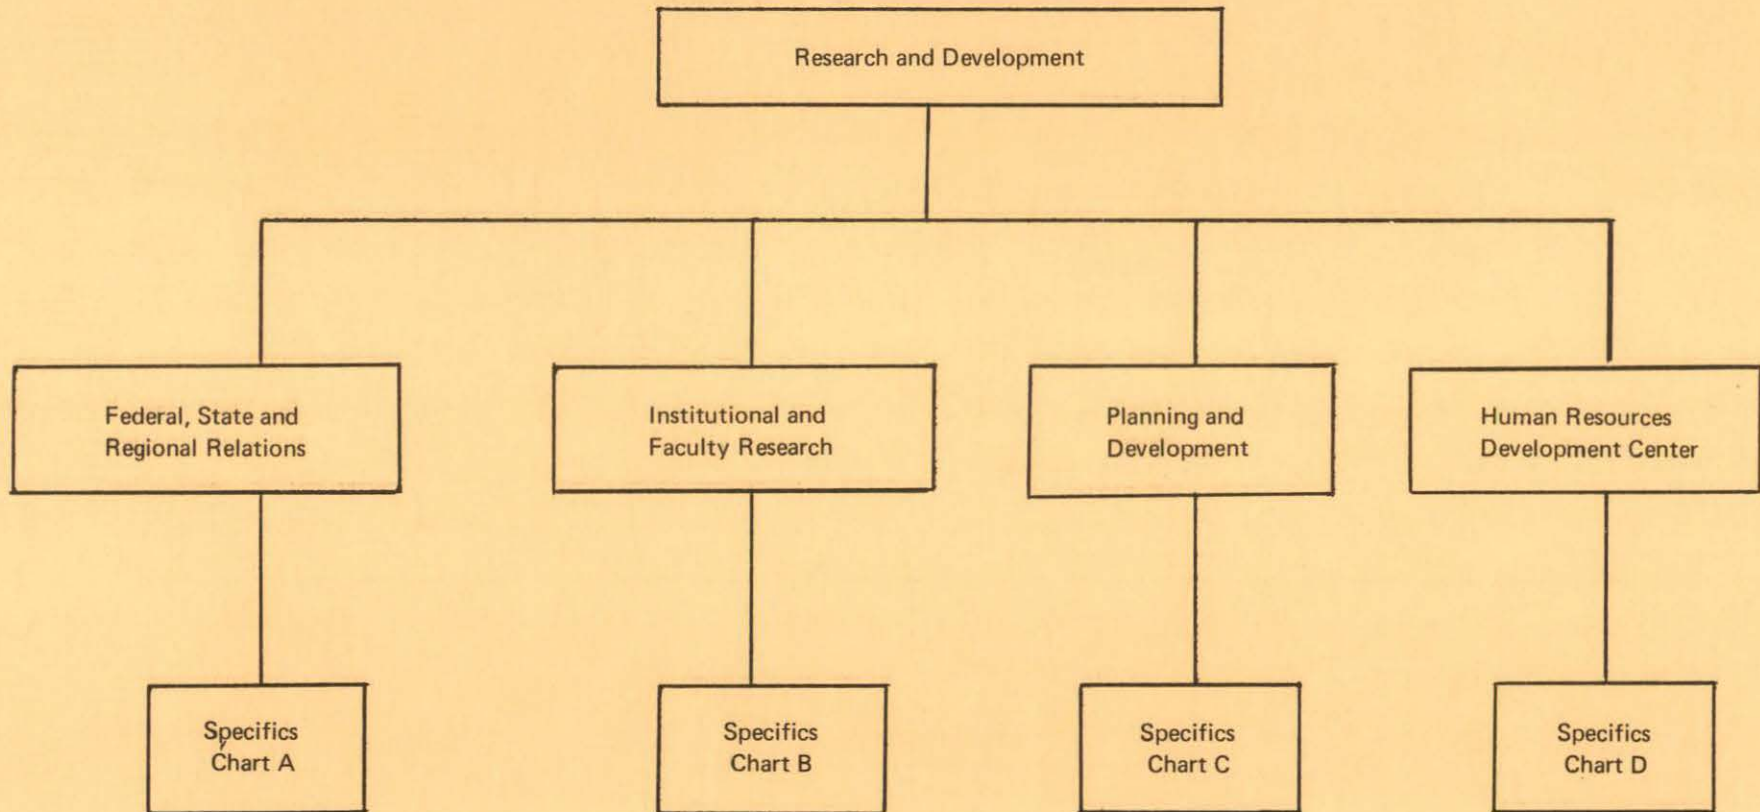 Research and Development
Federal, State and
Regional Relations
Institutional and
Faculty Research
Planning and
Development
Human Resources
Development Center
Specifics
Chart A
Specifics
Chart B
Specifics
Chart C
Specifics
Chart D